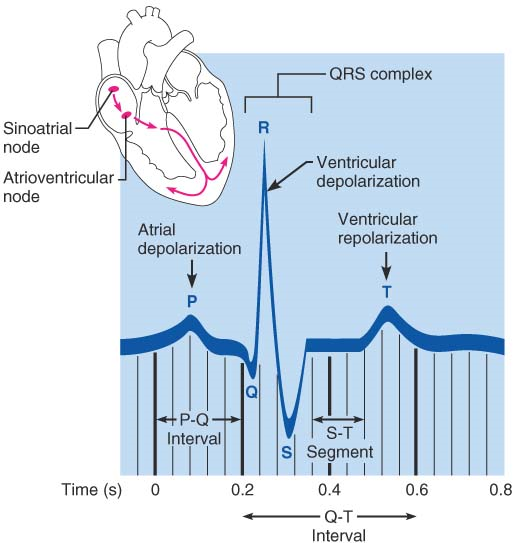 QRS complex
R
Sinoatrial
node
Atrioventricular
node
Ventricular
depolarization
Atrial
depolarization
Ventricular
repolarization
P
T
Q
P-Q
Interval
S
S-T
Segment
Time (s) 0 0.2 0.4 0.6 0.8
Q-T
Interval